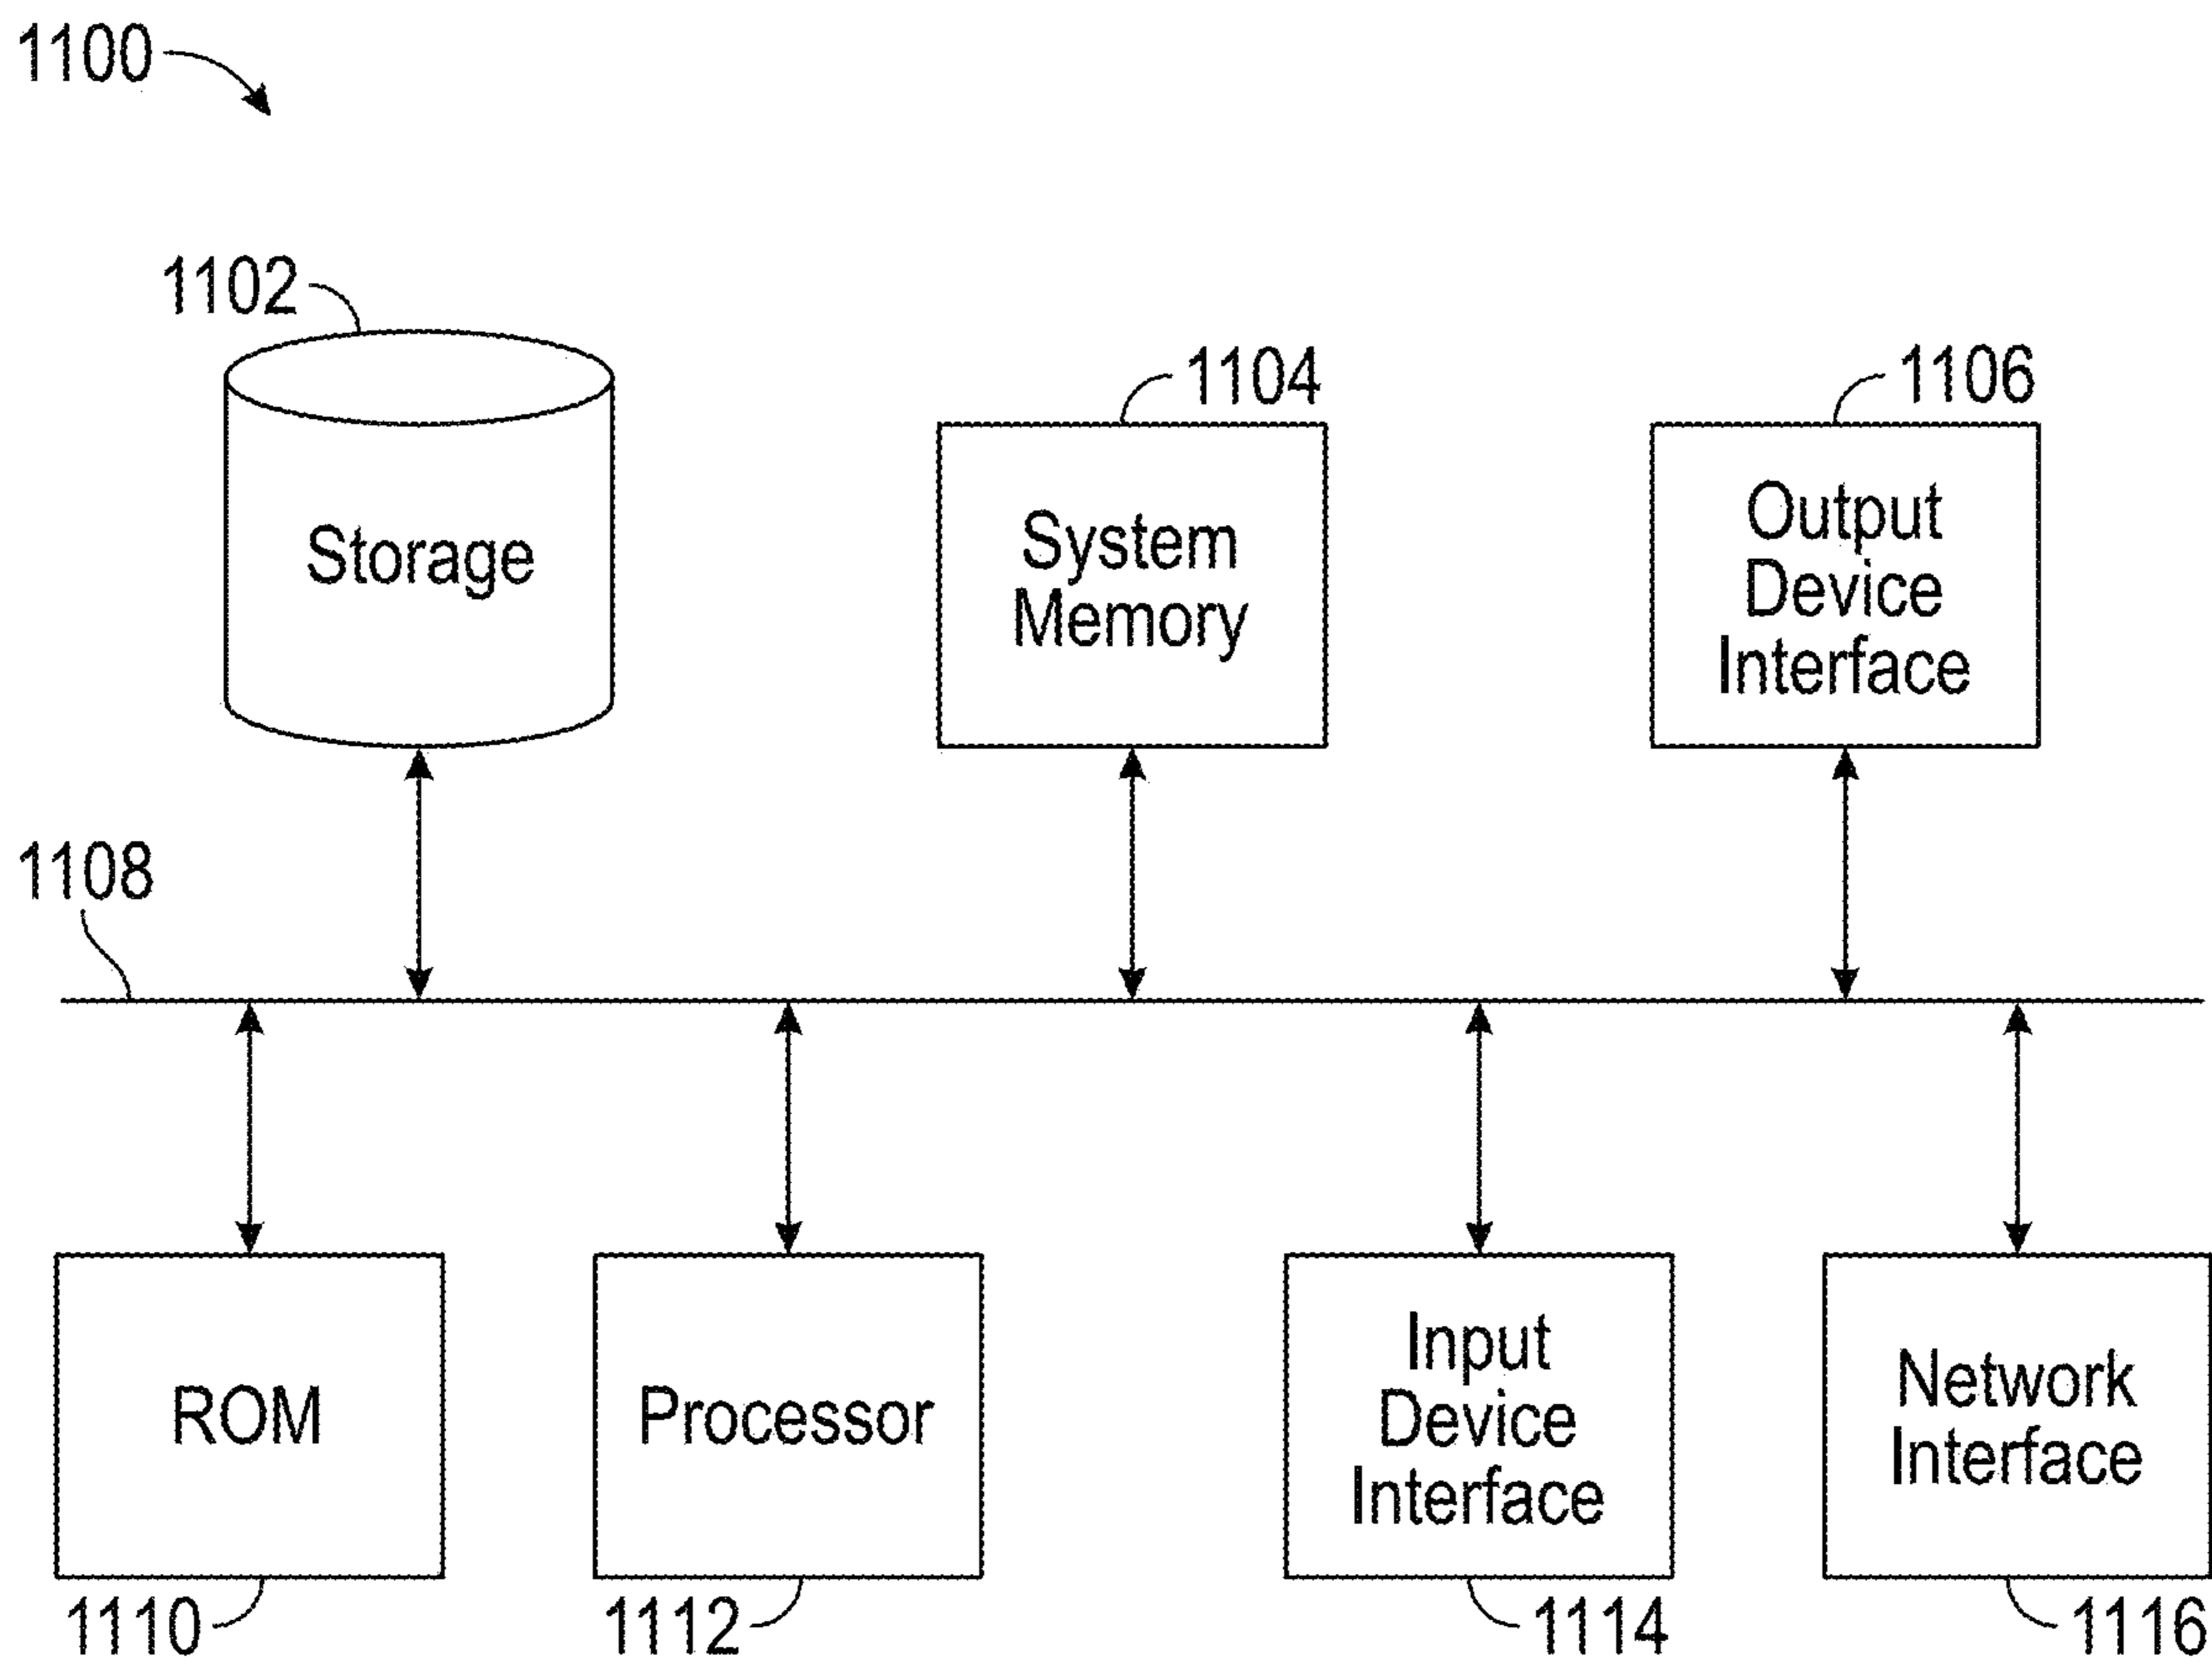 1100
1102
1104
1106
Storage
System
Memory
Output
Device
Interface
1108
ROM
Processor
Input
Device
Interface
Network
Interface
1110
1112
1114
1116